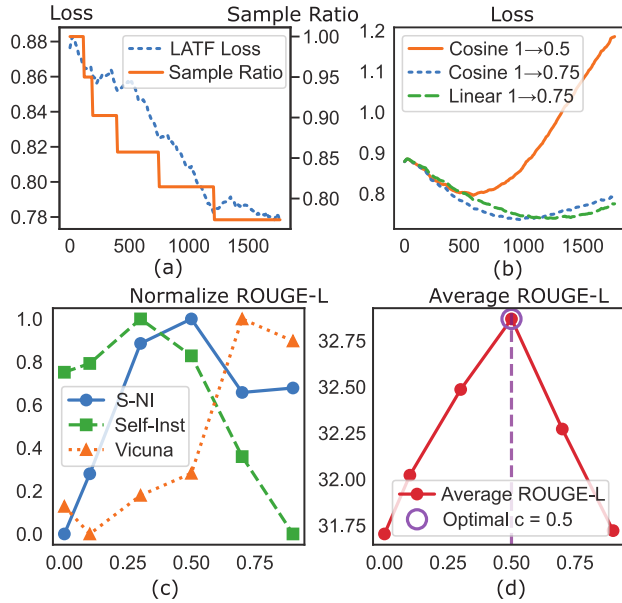 Loss Sample Ratio
LATF Loss
Sample Ratio
0.88
0.86
0.84
0.82
0.80
0.78
1.00
0.95
0.90
0.85
0.80
0 500 1000 1500
(a)
Loss
Cosine 1→0.5
Cosine 1→0.75
Linear 1→0.75
1.2
1.0
0.9
0.8
0 500 1000 1500
(b)
Normalize ROUGE-L
S-NI
Self-Inst
Vicuna
1.0
0.8
0.6
0.4
0.2
0.0
0.00 0.25 0.50 0.75
(c)
Average ROUGE-L
32.75
32.50
32.25
32.00
31.75
Average ROUGE-L
Optimal c = 0.5
0.00 0.25 0.50 0.75
(d)